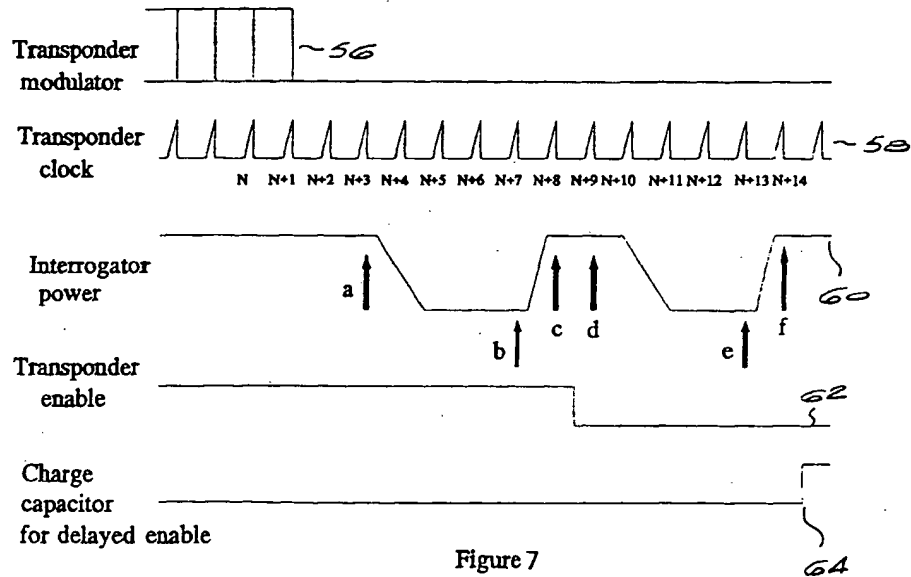 Transponder
modulator
56
Transponder
clock
58
N N+1 N+2 N+3 N+4 N+5 N+6 N+7 N+8 N+9 N+10 N+11 N+12 N+13 N+14
Interrogator
power
a
b
c
d
e
f
60
Transponder
enable
62
Charge
capacitor
for delayed enable
64
Figure 7